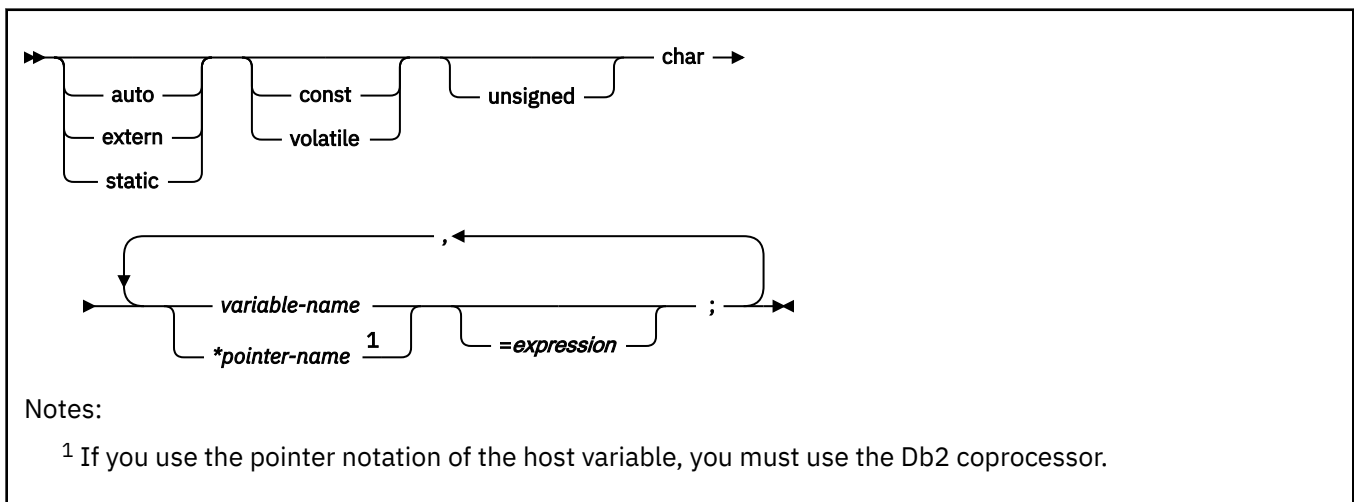 char
auto
const
unsigned
extern
volatile
static
,
variable-name
;
*pointer-name 1
=expression
Notes:
1 If you use the pointer notation of the host variable, you must use the Db2 coprocessor.